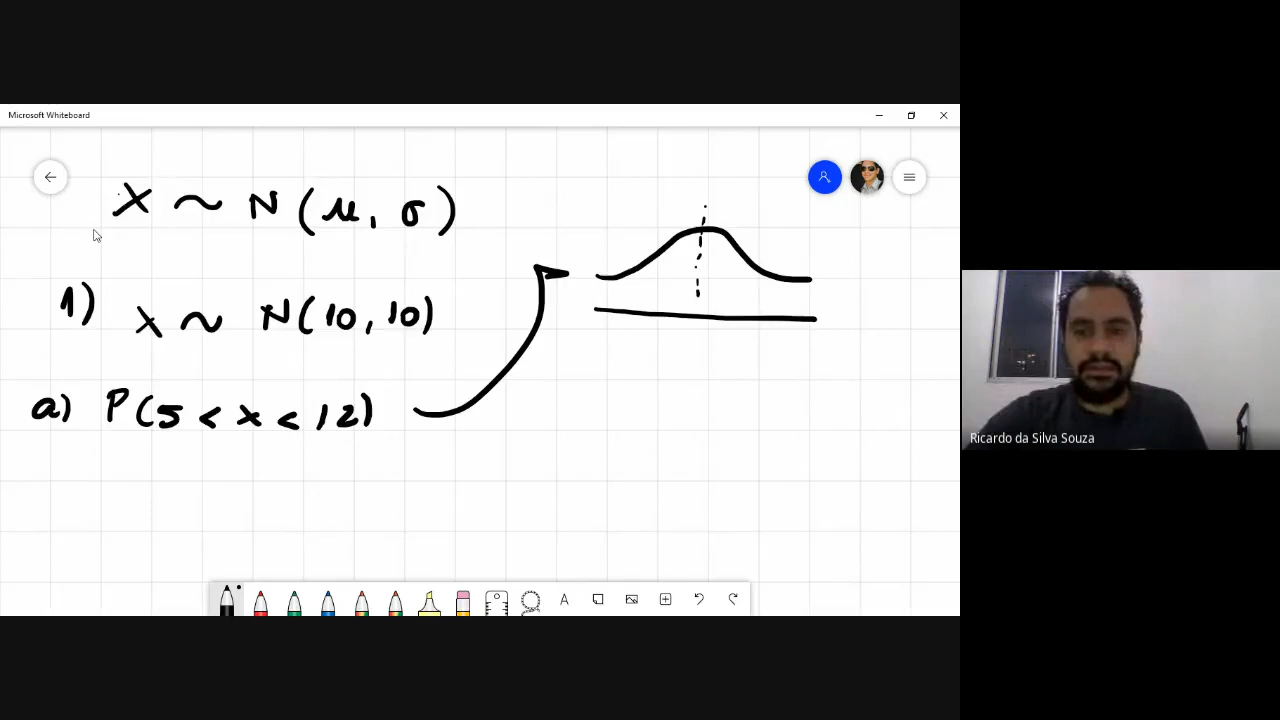 Microsoft Whiteboard
X ~ N(μ, σ)
1) X ~ N(10, 10)
a) P(5 < x < 12)
A
Ricardo da Silva Souza